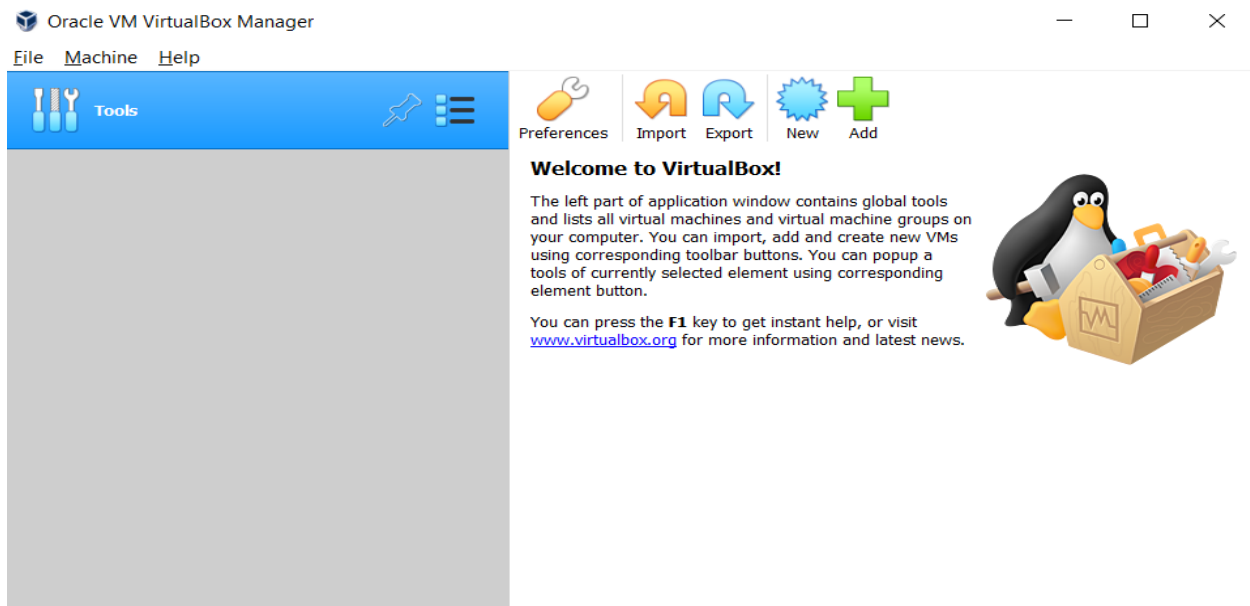 Oracle VM VirtualBox Manager
File Machine Help
Tools
Preferences Import Export New Add
Welcome to VirtualBox!
The left part of application window contains global tools
and lists all virtual machines and virtual machine groups on
your computer. You can import, add and create new VMs
using corresponding toolbar buttons. You can popup a
tools of currently selected element using corresponding
element button.
You can press the F1 key to get instant help, or visit
www.virtualbox.org for more information and latest news.